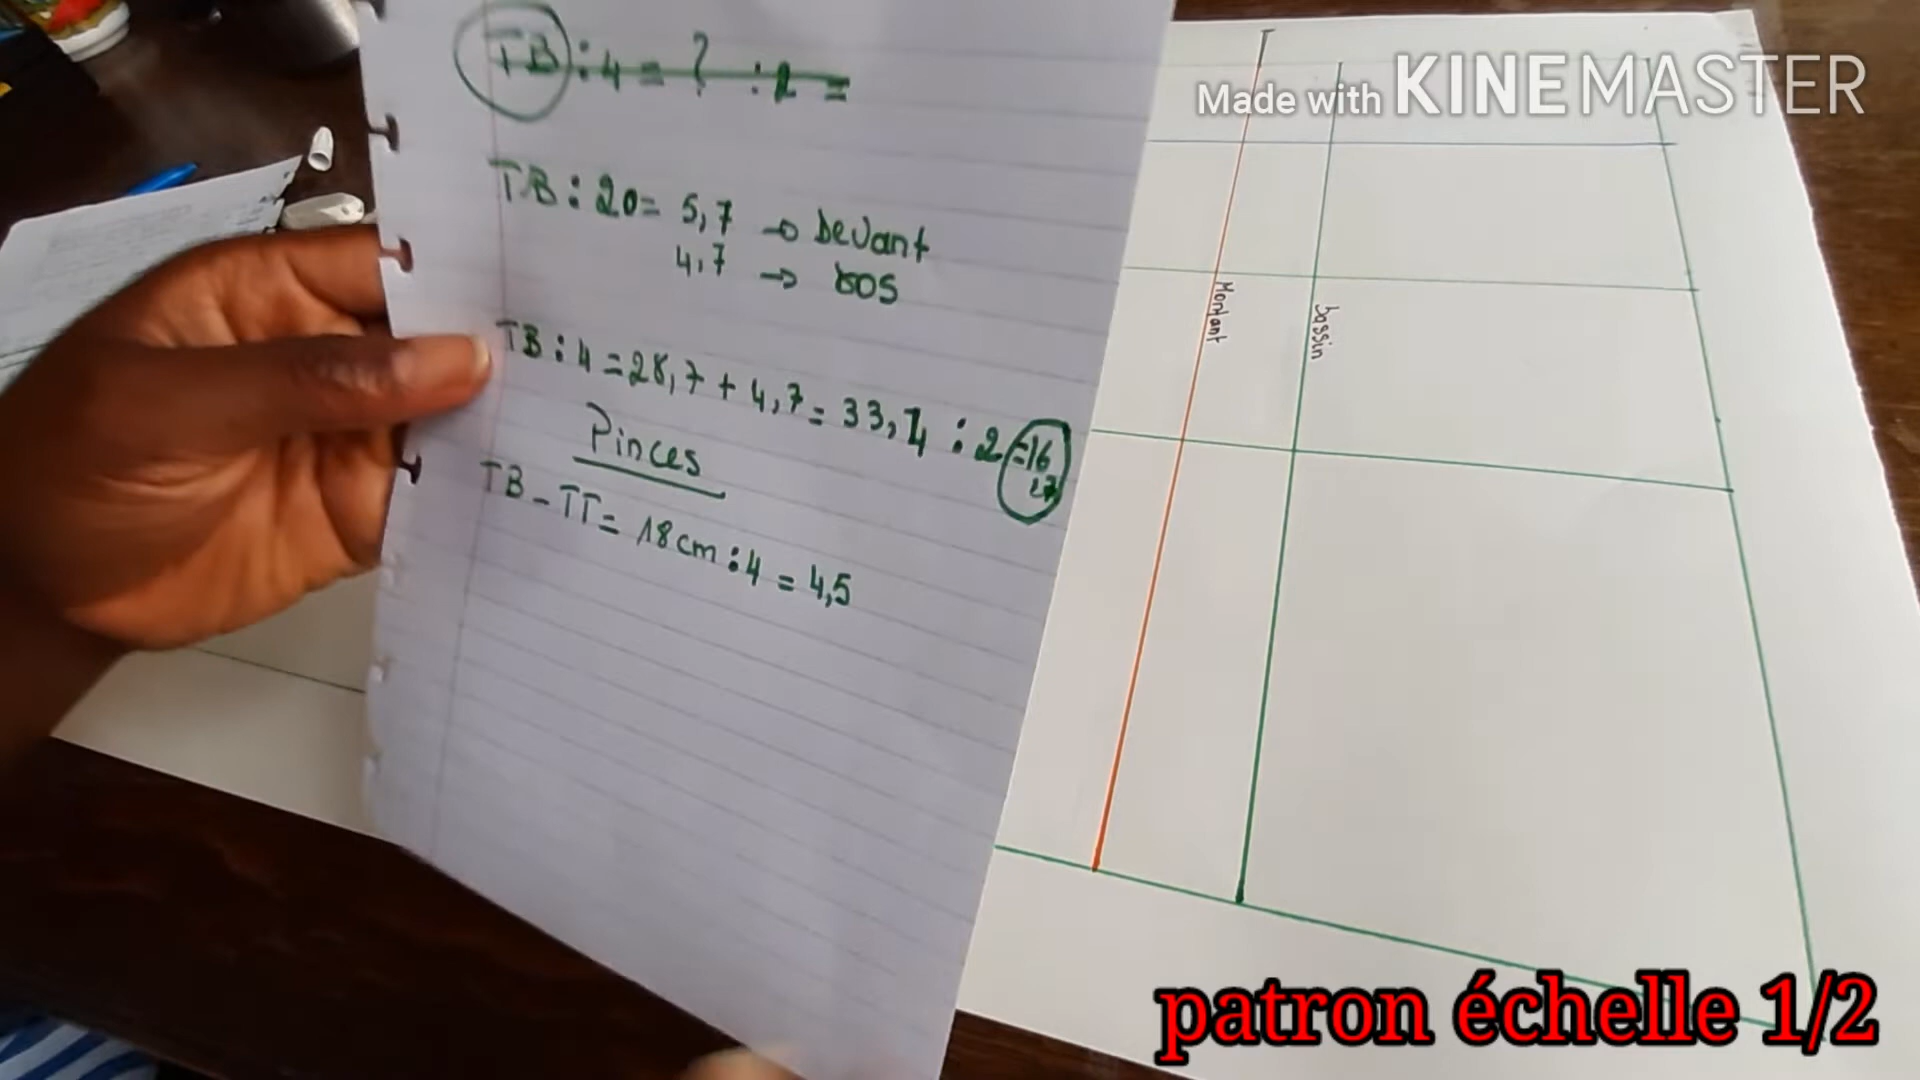 TB : 4 = ? : 2 =
TB : 20 = 5,7 → Devant
4,7 → DOS
TB : 4 = 28,7 + 4,7 = 33,4 : 2 = 16
Pinces
TB - TT = 18 cm : 4 = 4,5
Montant
bassin
Made with KINEMASTER
patron échelle 1/2